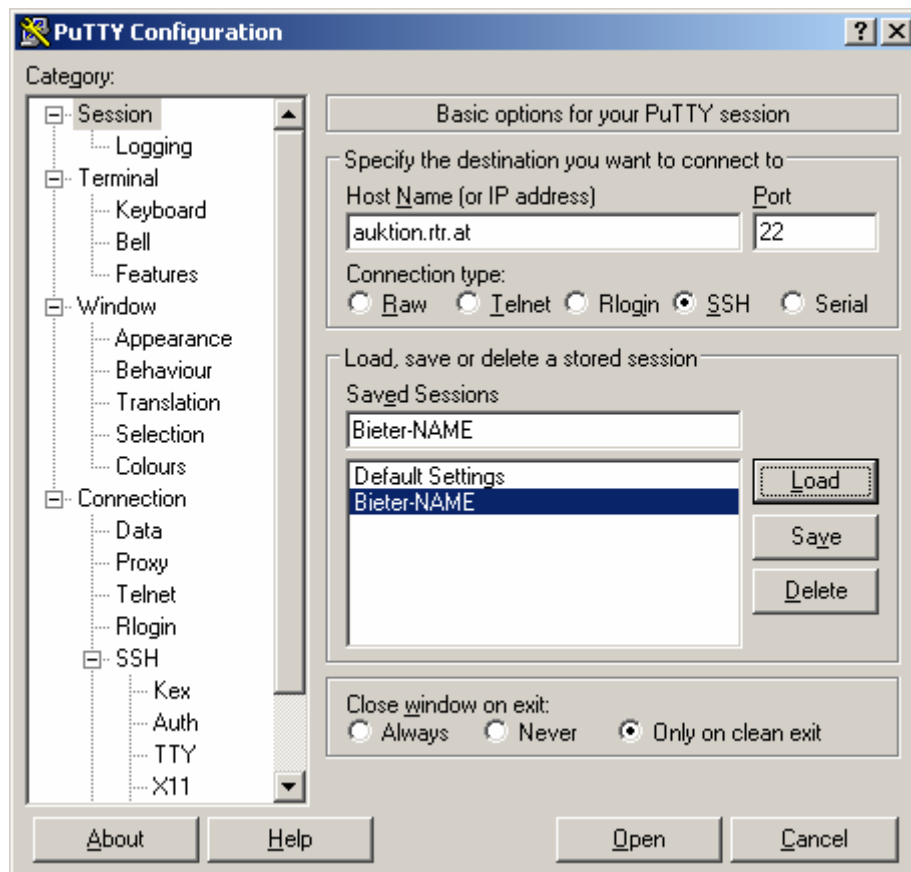 PuTTY Configuration
Category:
Session
Logging
Terminal
Keyboard
Bell
Features
Window
Appearance
Behaviour
Translation
Selection
Colours
Connection
Data
Proxy
Telnet
Rlogin
SSH
Kex
Auth
TTY
X11
Basic options for your PuTTY session
Specify the destination you want to connect to
Host Name (or IP address) Port
auktion.rtr.at 22
Connection type:
Raw Telnet Rlogin SSH Serial
Load, save or delete a stored session
Saved Sessions
Bieter-NAME
Default Settings
Bieter-NAME
Load
Save
Delete
Close window on exit:
Always Never Only on clean exit
About Help Open Cancel